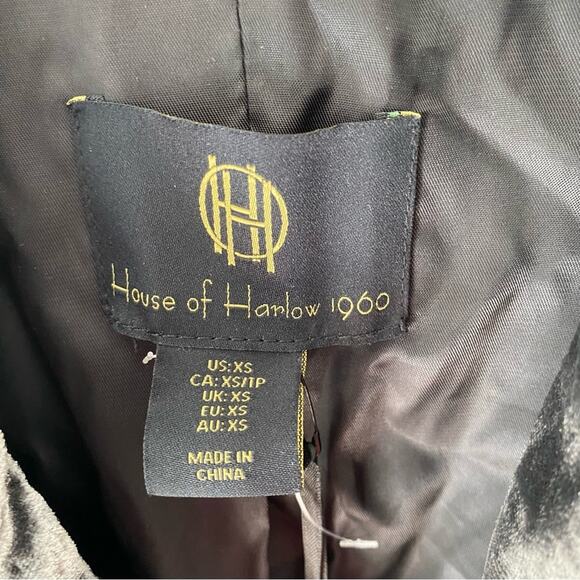 House of Harlow 1960
US: XS
CA: XS/TP
UK: XS
EU: XS
AU: XS
MADE IN
CHINA